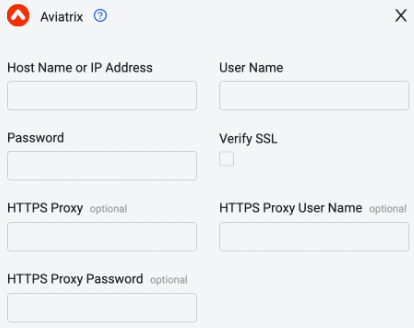 Aviatrix ?
X
Host Name or IP Address
User Name
Password
Verify SSL
HTTPS Proxy optional
HTTPS Proxy User Name optional
HTTPS Proxy Password optional